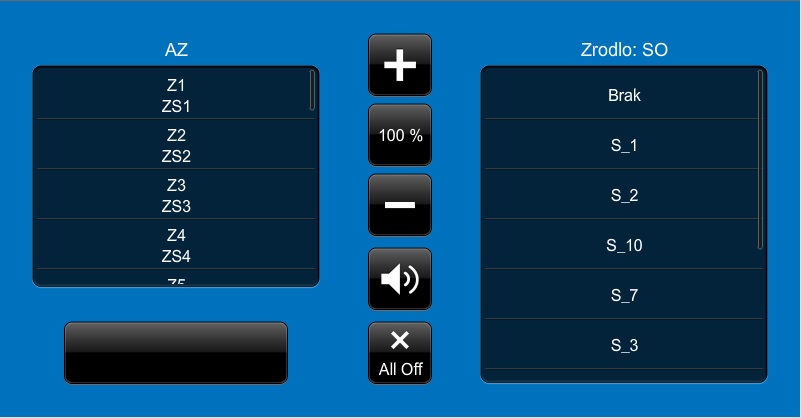 AZ
Z1
ZS1
Z2
ZS2
Z3
ZS3
Z4
ZS4
Z5
100 %
All Off
Zrodlo: SO
Brak
S_1
S_2
S_10
S_7
S_3